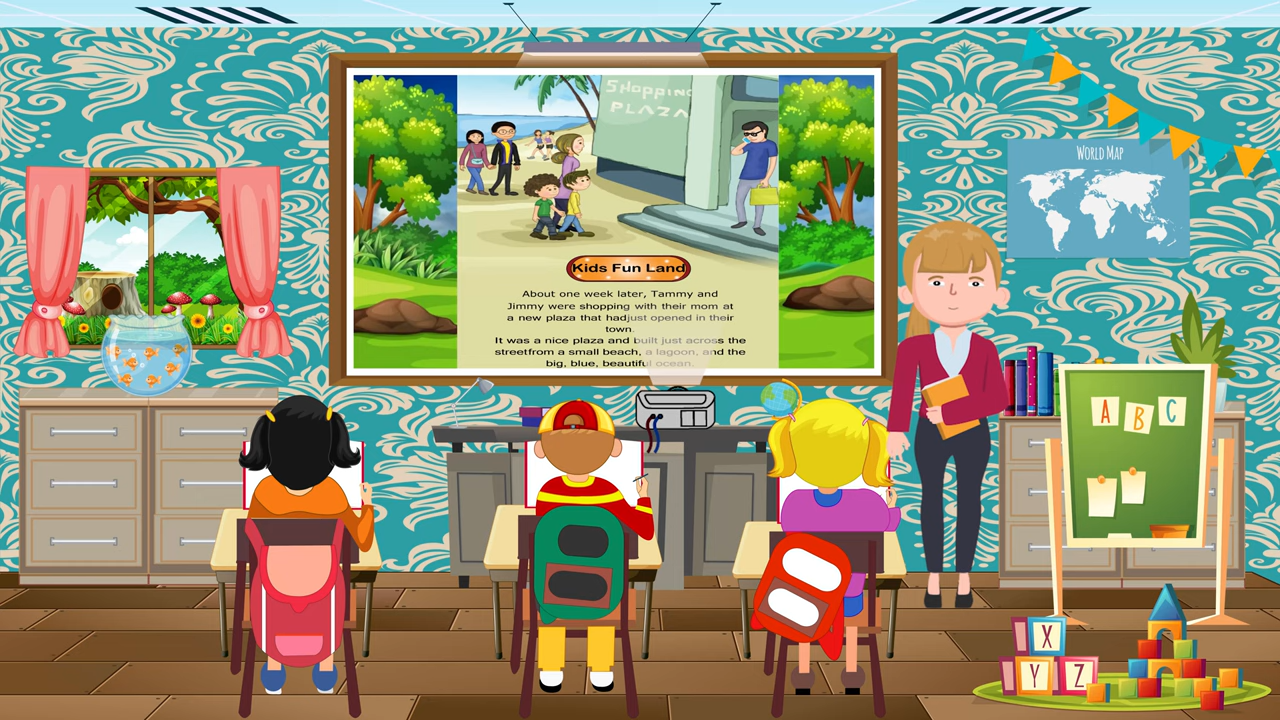 Shopping
PLAZA
WORLD MAP
Kids Fun Land
About one week later, Tammy and
Jimmy were shopping with their mom at
a new plaza that hadjust opened in their
town.
It was a nice plaza and built just across the
streetfrom a small beach, a lagoon, and the
big, blue, beautiful ocean.
A B C
X
Y Z